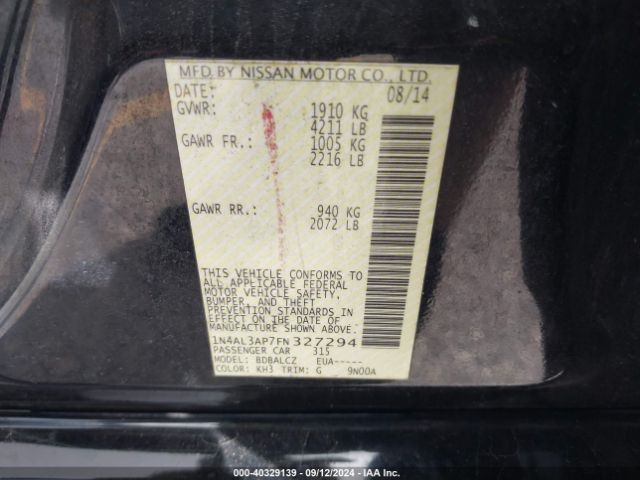 MFD. BY NISSAN MOTOR CO., LTD.
DATE: 08/14
GVWR: 1910 KG
4211 LB
GAWR FR.: 1005 KG
2216 LB
GAWR RR.: 940 KG
2072 LB
THIS VEHICLE CONFORMS TO
ALL APPLICABLE FEDERAL
MOTOR VEHICLE SAFETY,
BUMPER, AND THEFT
PREVENTION STANDARDS IN
EFFECT ON THE DATE OF
MANUFACTURE SHOWN ABOVE.
1N4AL3AP7FN327294
PASSENGER CAR 315
MODEL: BDBALCZ EUA-----
COLOR: KH3 TRIM: G 9N00A
000-40329139 - 09/12/2024 - IAA Inc.